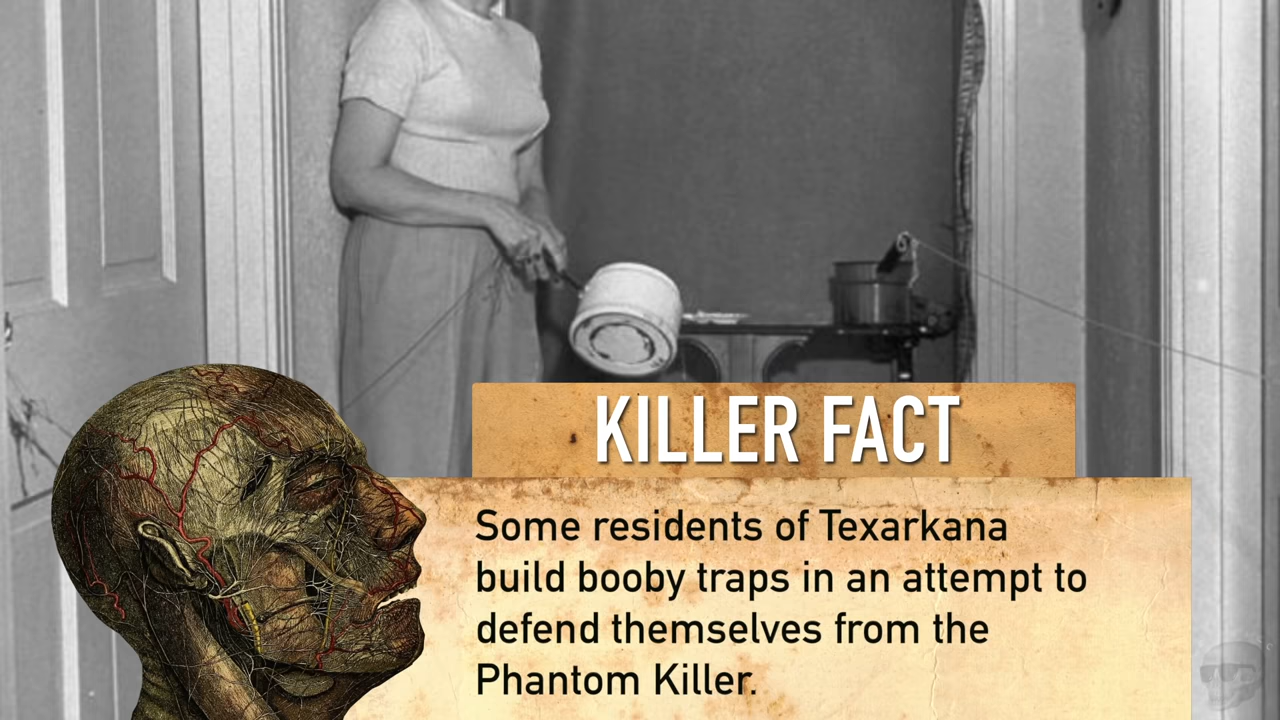 KILLER FACT
Some residents of Texarkana
build booby traps in an attempt to
defend themselves from the
Phantom Killer.